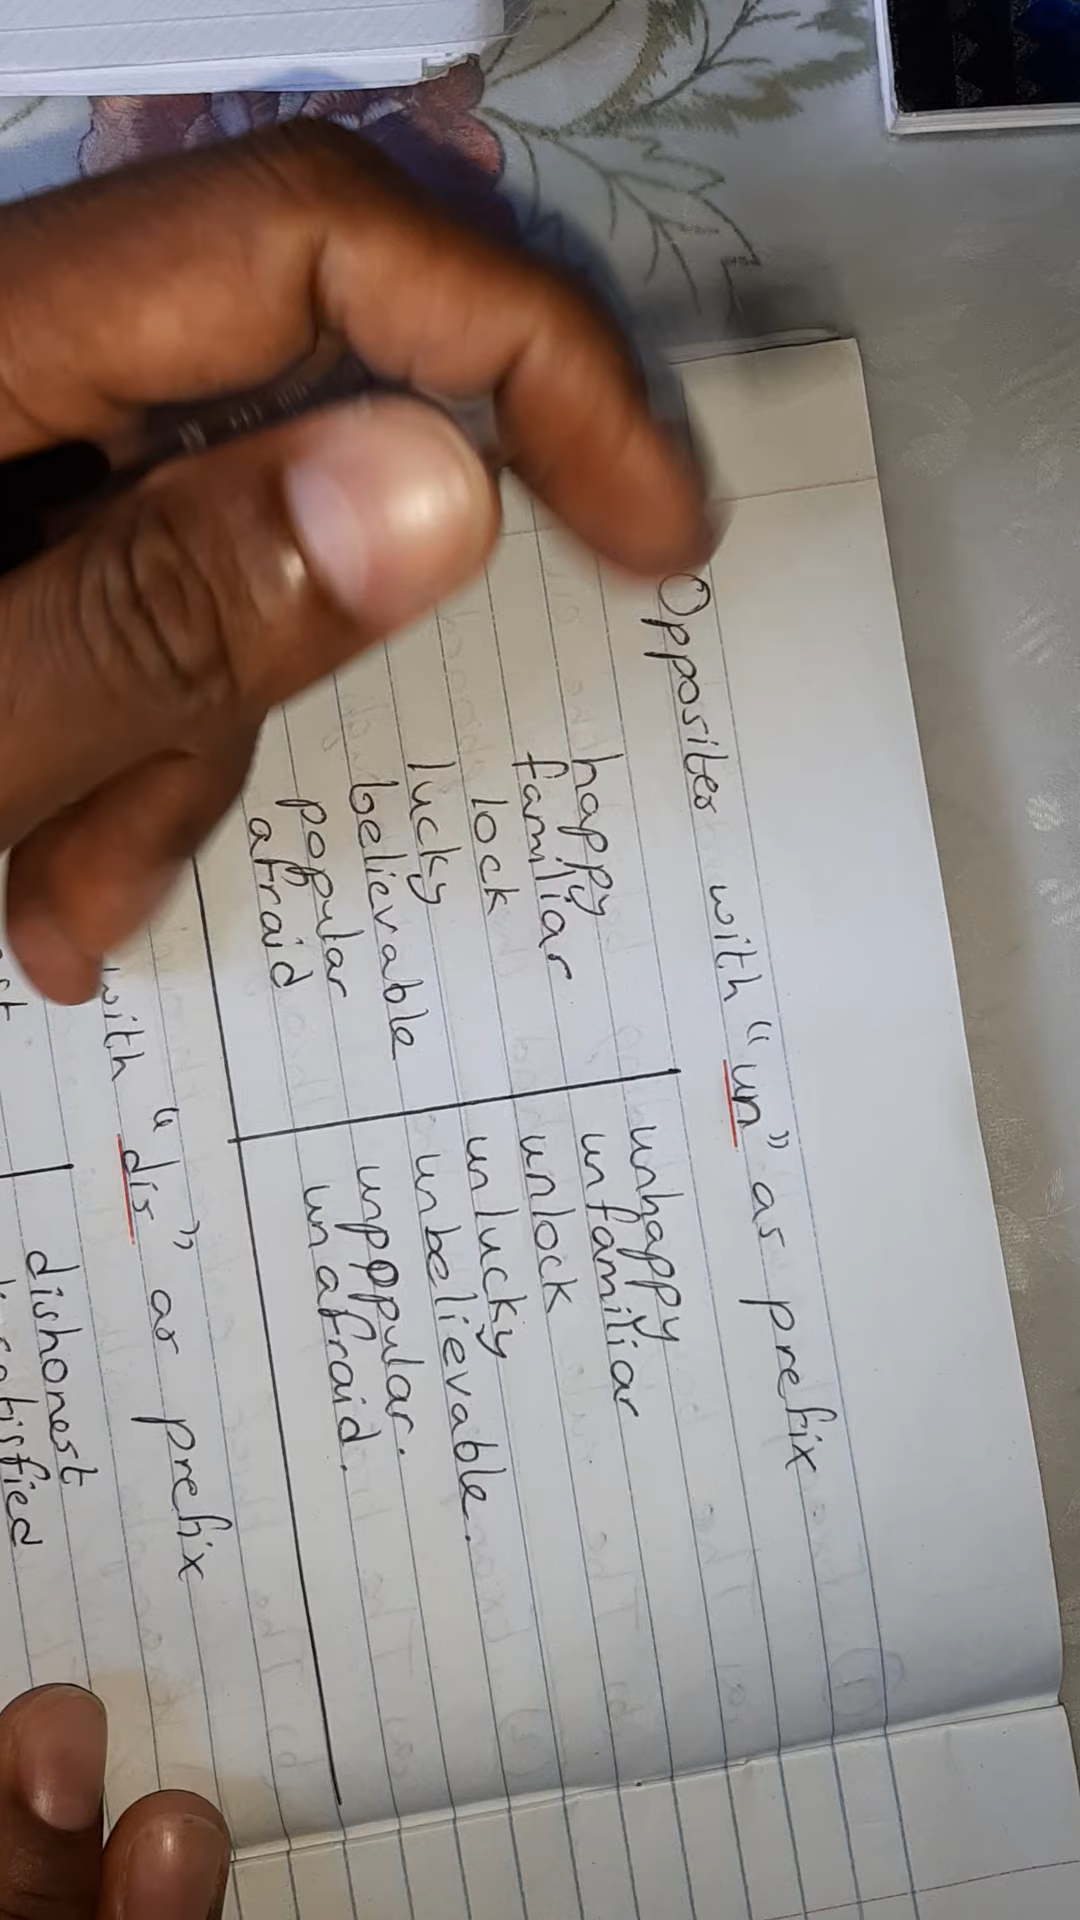 Opposites with "un" as prefix
happy unhappy
familiar unfamiliar
lock unlock
lucky unlucky
believable unbelievable.
popular unpopular.
afraid unafraid.
with "dis" as prefix
dishonest